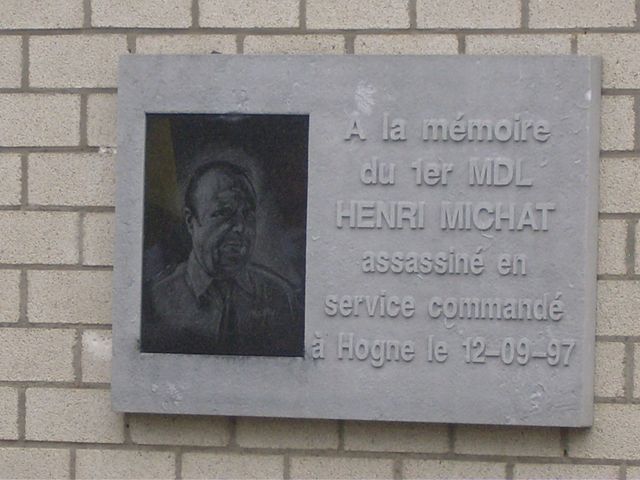 A la mémoire
du 1er MDL
HENRI MICHAT
assassiné en
service commandé
à Hogne le 12-09-97